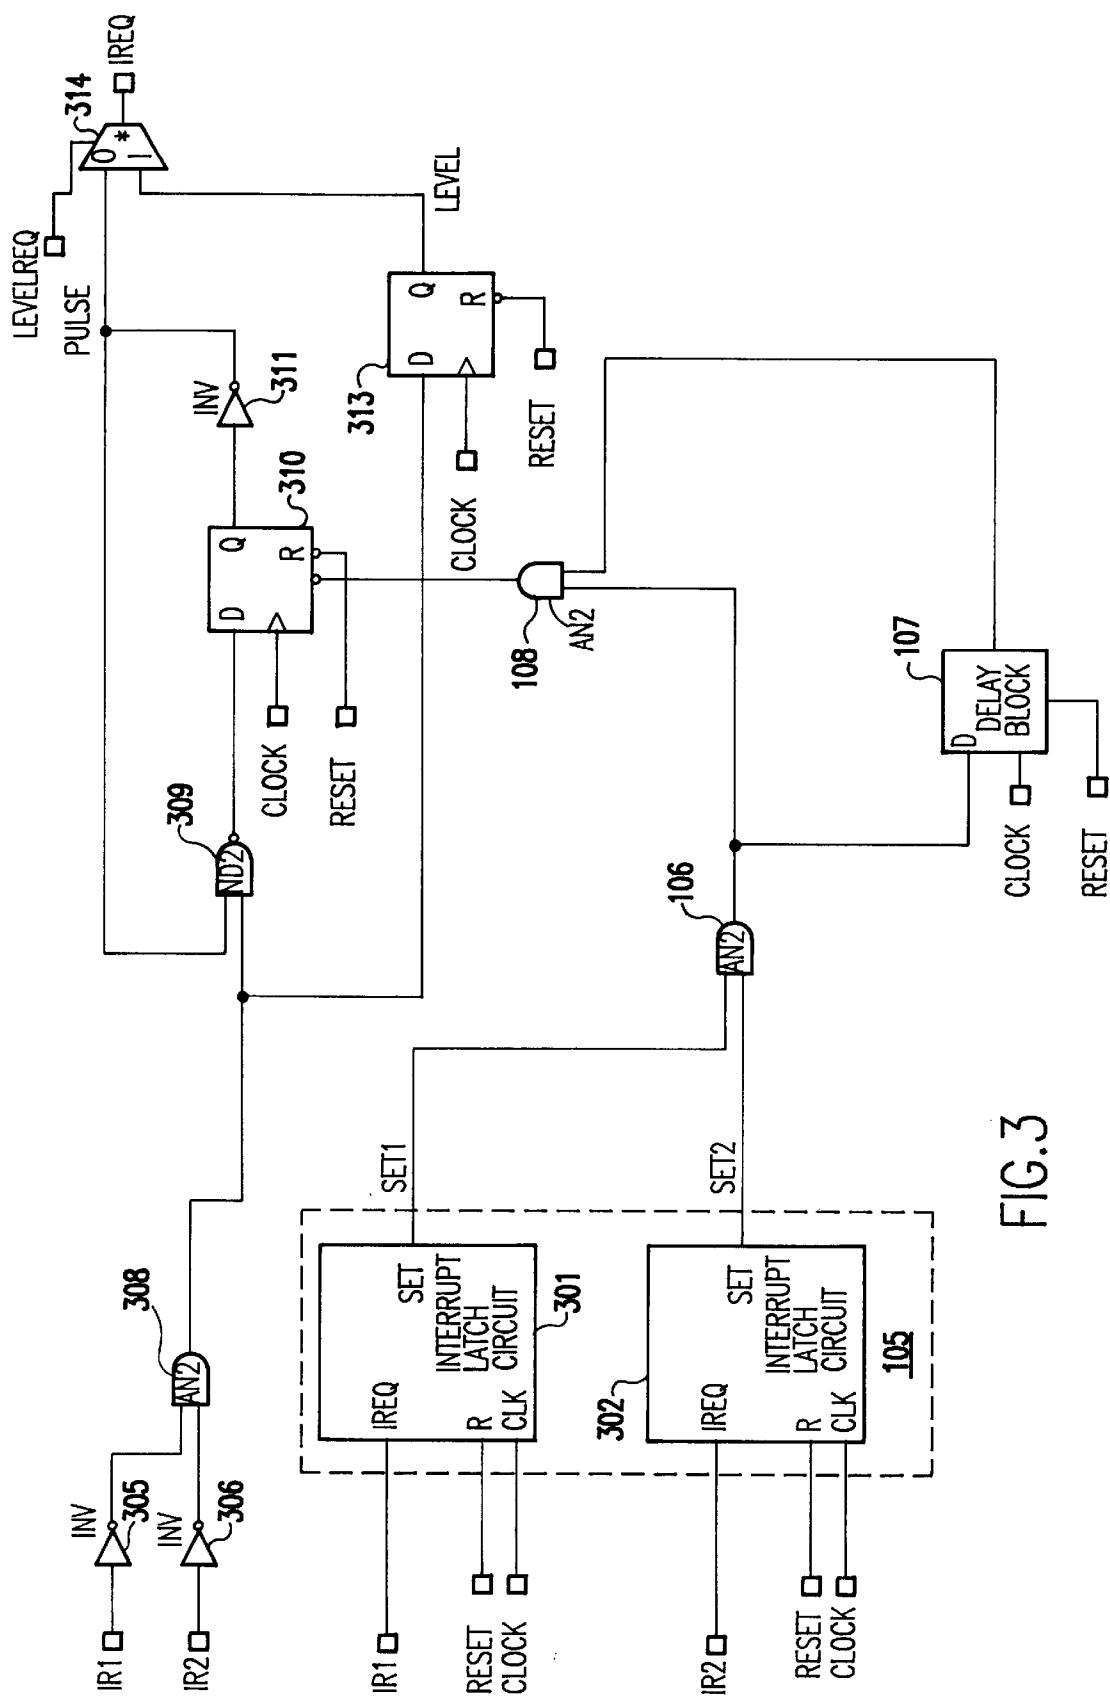 IR1
INV
305
IR2
INV
306
AN2
308
ND2
309
D
Q
R
310
CLOCK
RESET
INV
311
PULSE
LEVELREQ
0
1
*
314
IREQ
LEVEL
D
Q
R
313
CLOCK
RESET
IR1
IREQ
R
CLK
SET
INTERRUPT
LATCH
CIRCUIT
301
RESET
CLOCK
SET1
IR2
302
IREQ
R
CLK
SET
INTERRUPT
LATCH
CIRCUIT
RESET
CLOCK
SET2
105
AN2
106
108
AN2
D
DELAY
BLOCK
107
CLOCK
RESET
FIG.3